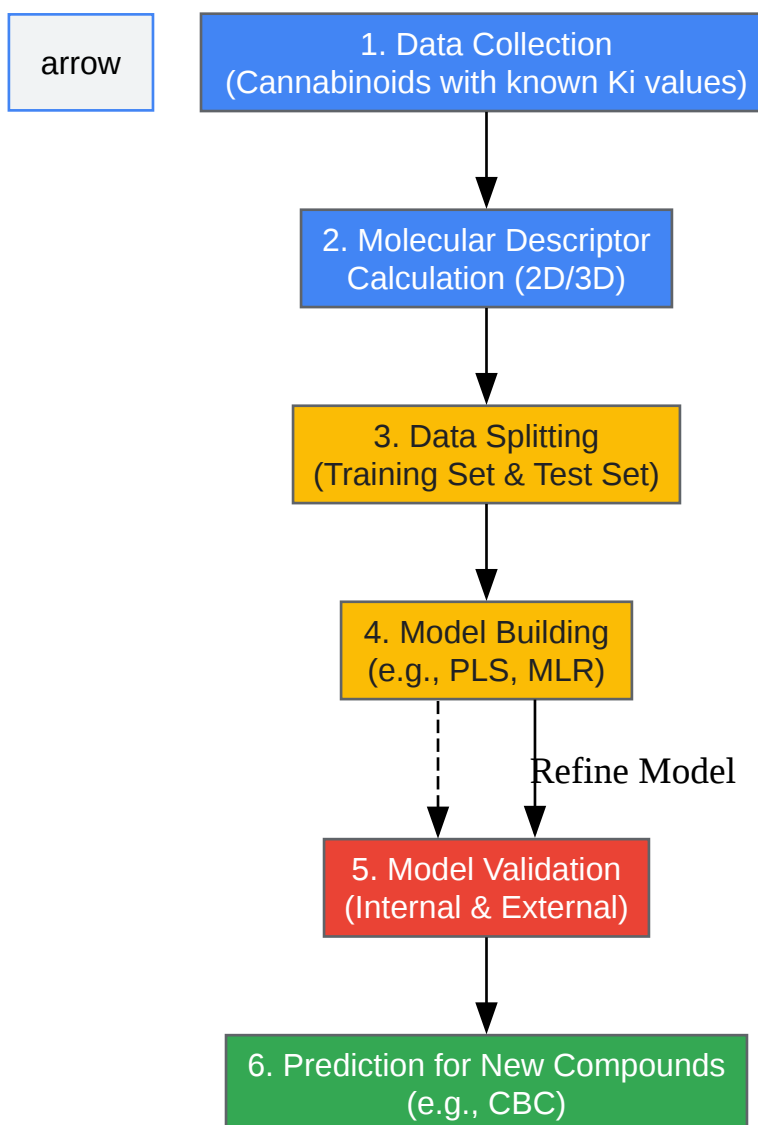 arrow
1. Data Collection
(Cannabinoids with known Ki values)
2. Molecular Descriptor
Calculation (2D/3D)
3. Data Splitting
(Training Set & Test Set)
4. Model Building
(e.g., PLS, MLR)
Refine Model
5. Model Validation
(Internal & External)
6. Prediction for New Compounds
(e.g., CBC)